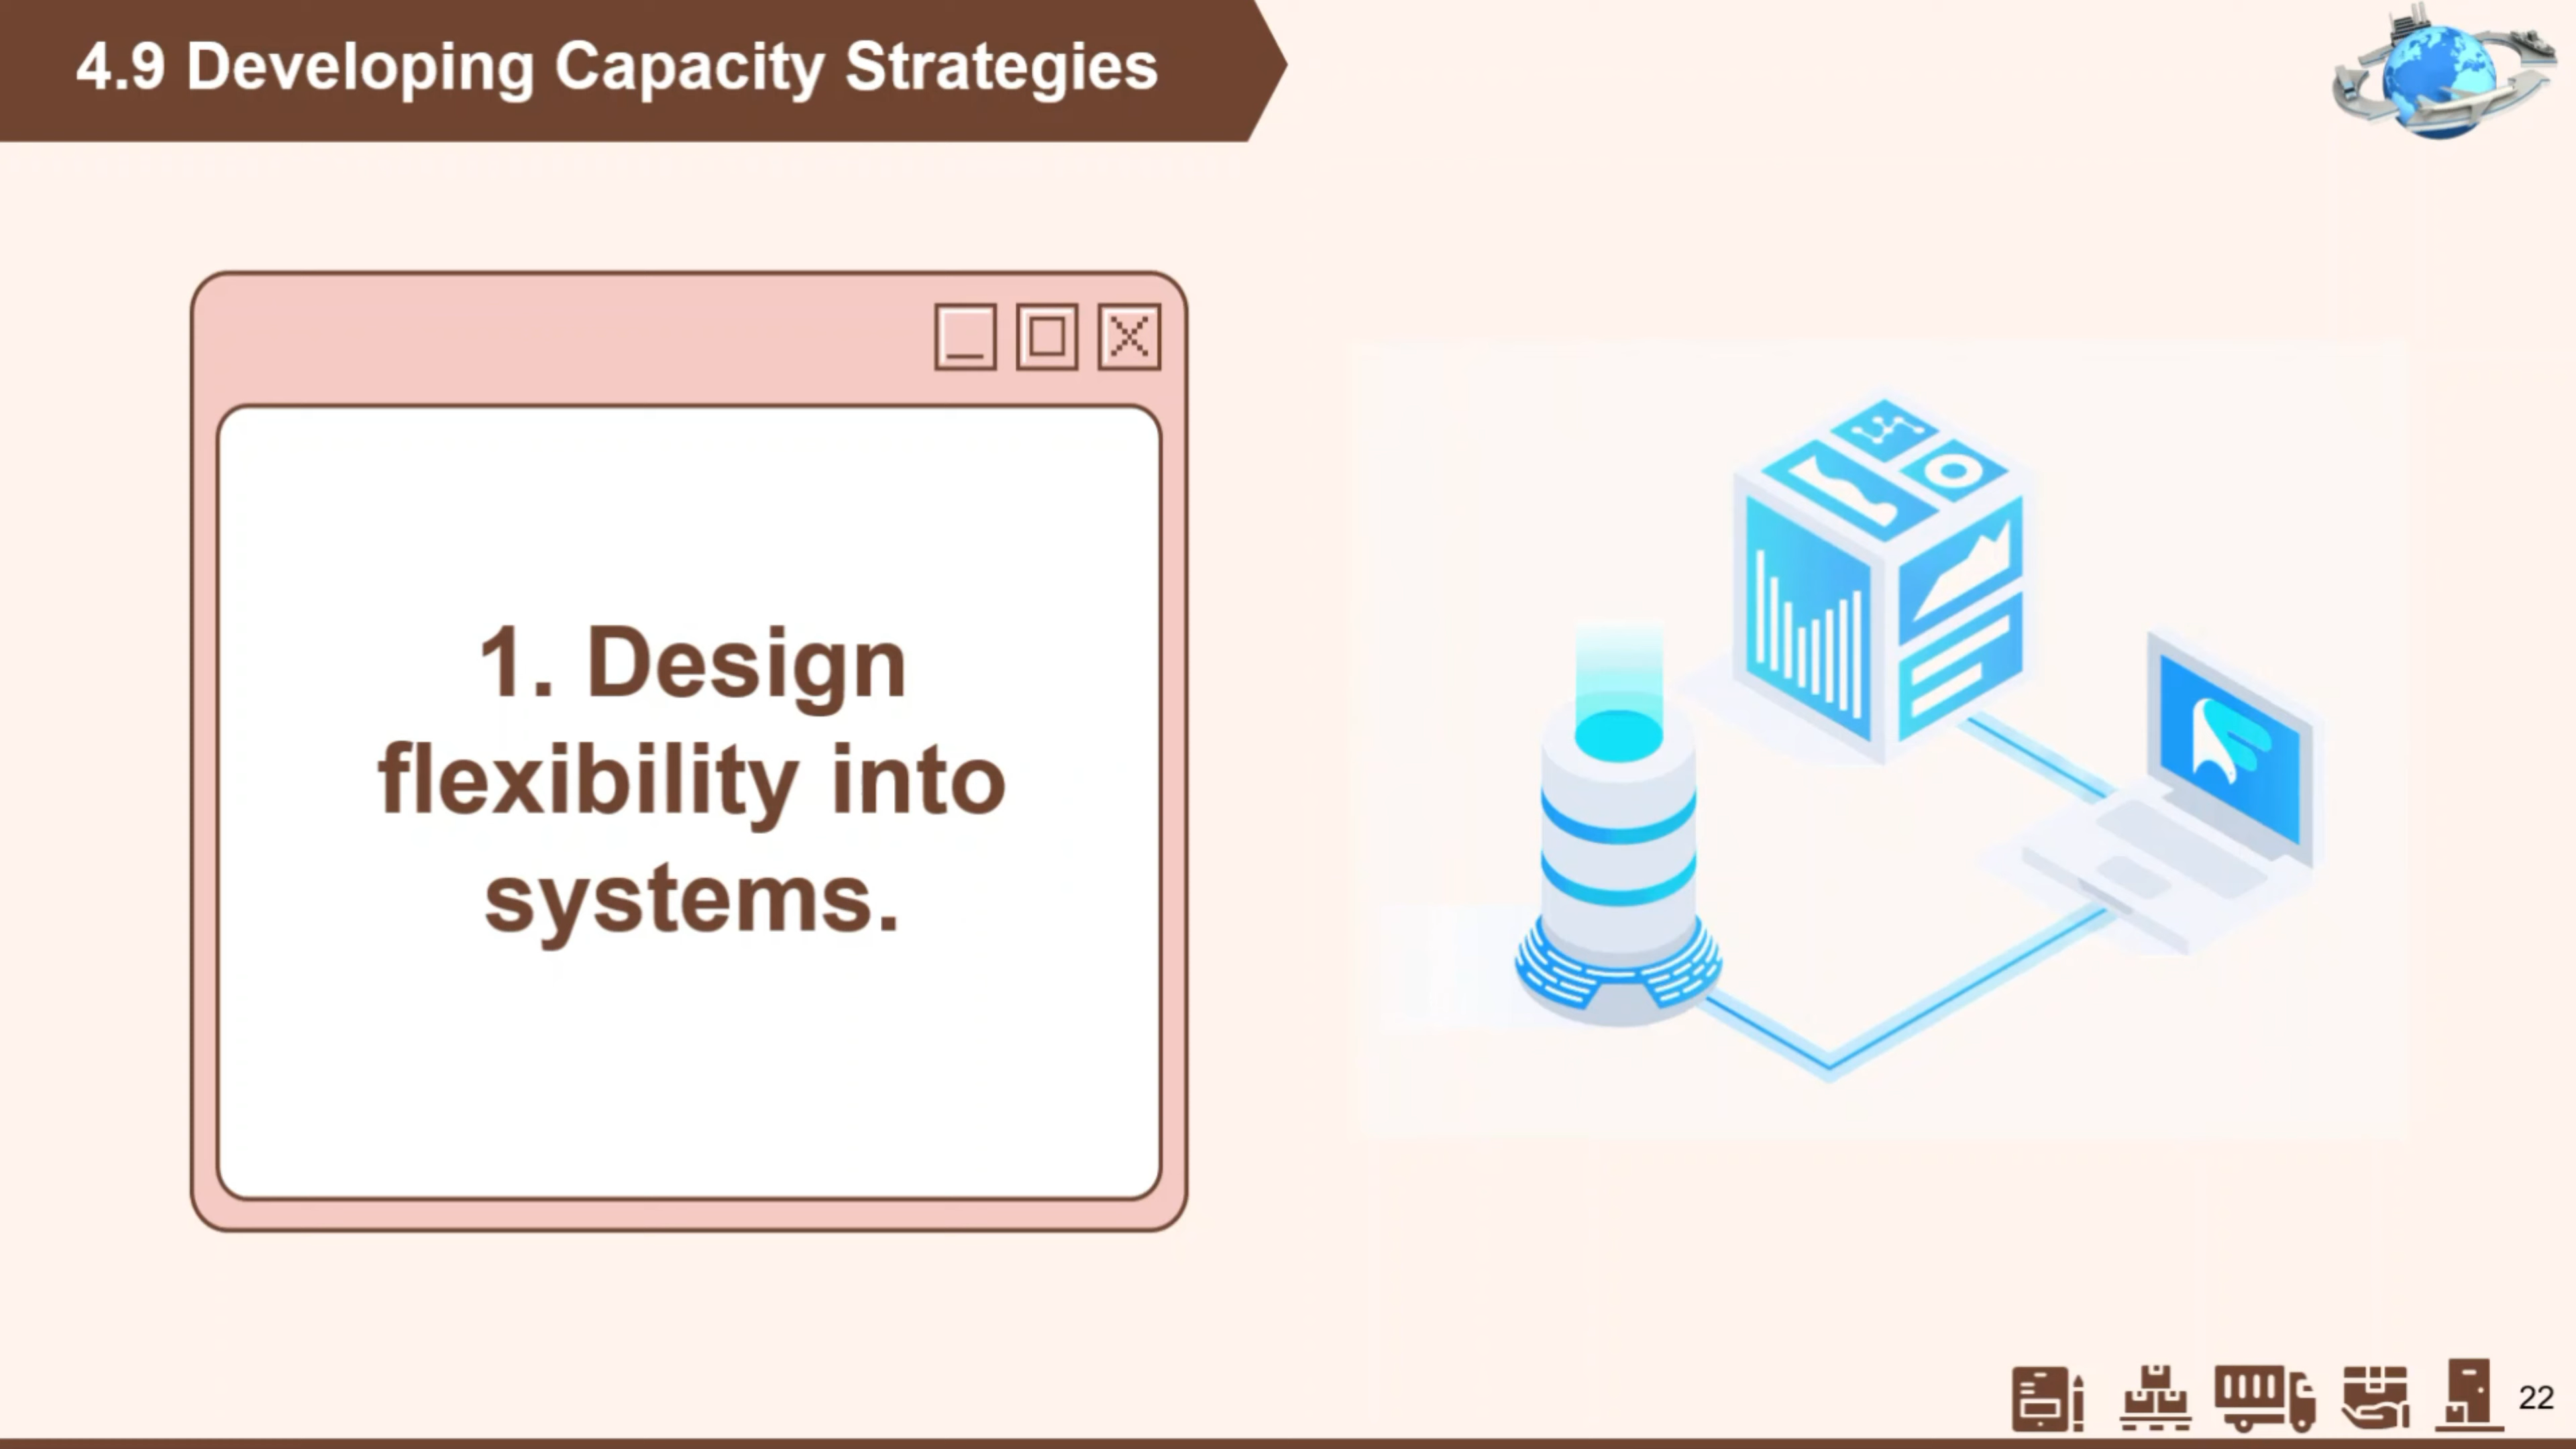 4.9 Developing Capacity Strategies
1. Design
flexibility into
systems.
22